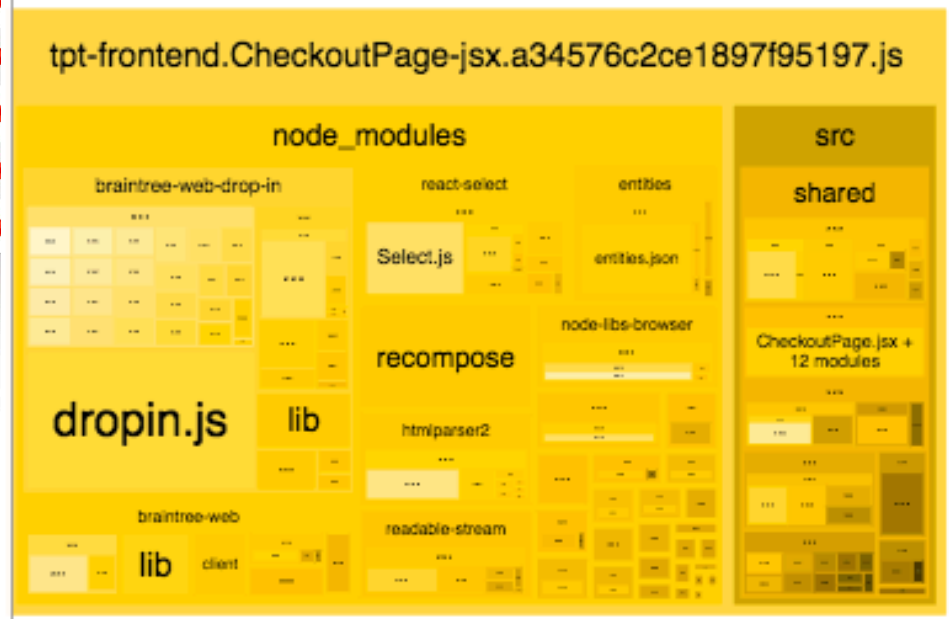 tpt-frontend.CheckoutPage-jsx.a34576c2ce1897f95197.js
node_modules
src
braintree-web-drop-in
react-select
entities
shared
Select.js
entities.json
node-libs-browser
CheckoutPage.jsx +
12 modules
recompose
dropin.js
lib
htmlparser2
braintree-web
readable-stream
lib
client